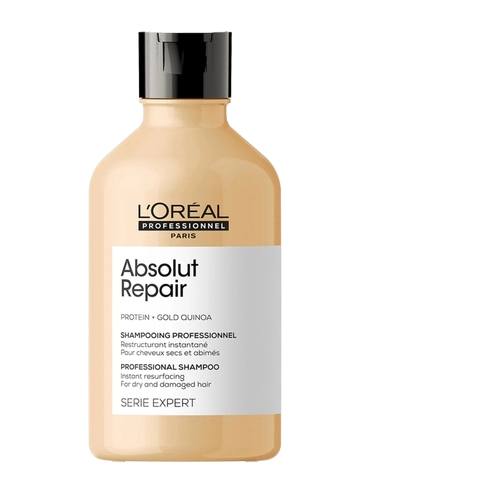 L'ORÉAL
PROFESSIONNEL
PARIS
Absolut
Repair
PROTEIN + GOLD QUINOA
SHAMPOOING PROFESSIONNEL
Restructurant instantané
Pour cheveux secs et abimés
PROFESSIONAL SHAMPOO
Instant resurfacing
For dry and damaged hair
SERIE EXPERT